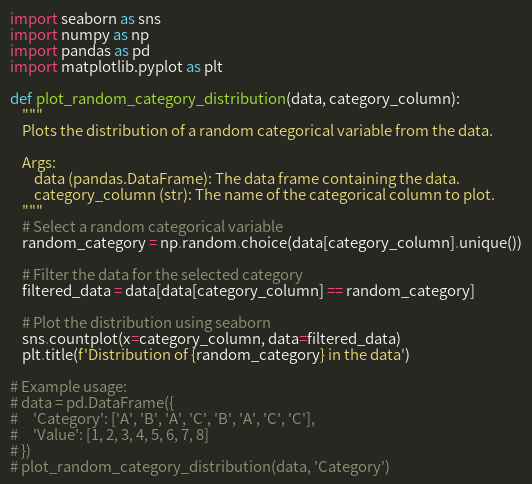 import seaborn as sns
import numpy as np
import pandas as pd
import matplotlib.pyplot as plt

def plot_random_category_distribution(data, category_column):
    """
    Plots the distribution of a random categorical variable from the data.

    Args:
        data (pandas.DataFrame): The data frame containing the data.
        category_column (str): The name of the categorical column to plot.
    """
    # Select a random categorical variable
    random_category = np.random.choice(data[category_column].unique())

    # Filter the data for the selected category
    filtered_data = data[data[category_column] == random_category]

    # Plot the distribution using seaborn
    sns.countplot(x=category_column, data=filtered_data)
    plt.title(f'Distribution of {random_category} in the data')

# Example usage:
# data = pd.DataFrame({
#     'Category': ['A', 'B', 'A', 'C', 'B', 'A', 'C', 'C'],
#     'Value': [1, 2, 3, 4, 5, 6, 7, 8]
# })
# plot_random_category_distribution(data, 'Category')